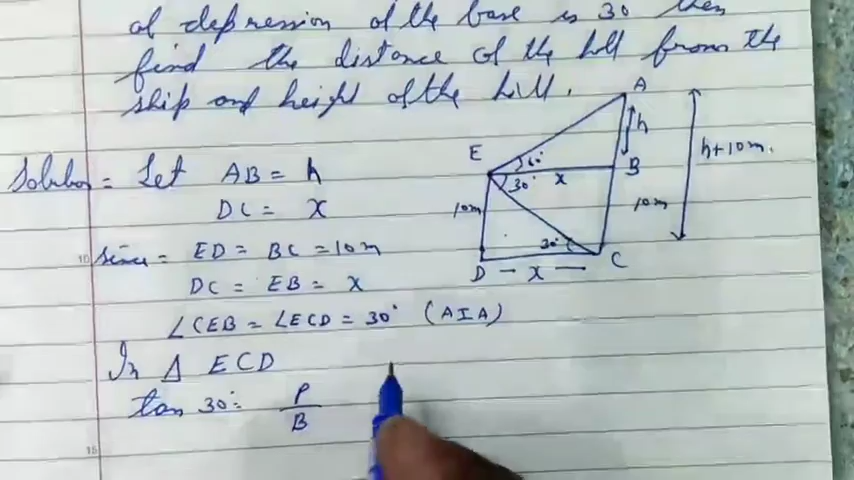 of depression of the base is 30 then
find the distance of the hill from the
ship and height of the hill.
Solution = Let AB = h
DC = x
since = ED = BC = 10m
DC = EB = x
∠CEB = ∠ECD = 30° (AIA)
In Δ ECD
tan 30° = P/B
A
h
E
60°
B
h+10m.
30°
x
10m
10m
30°
D - x - C
10
15